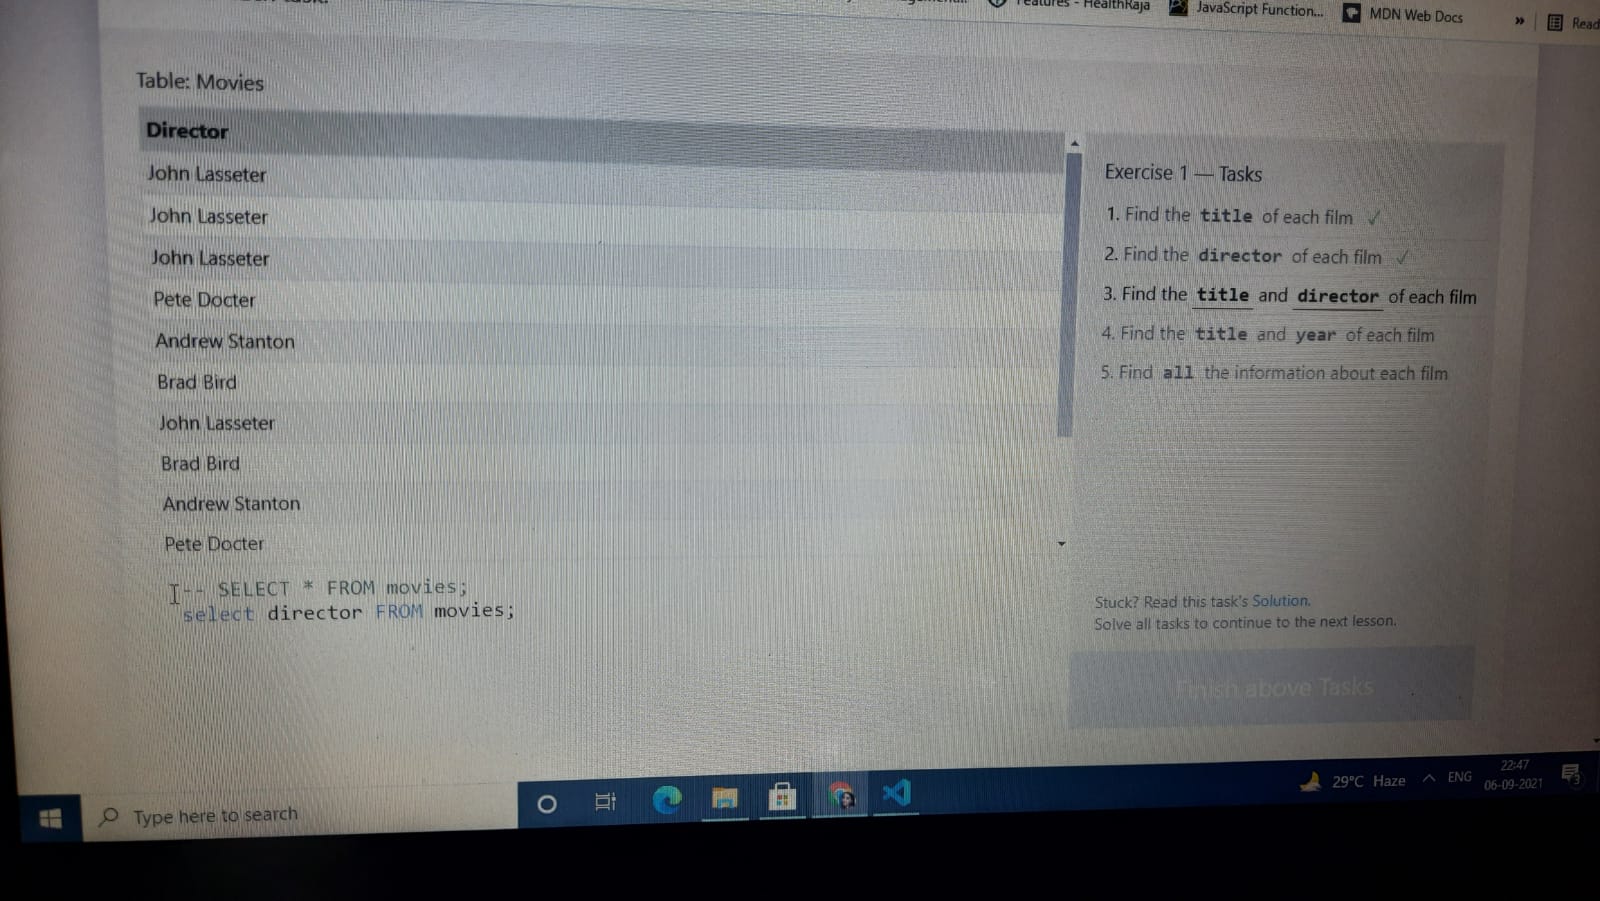 Features - HealthRaja
JavaScript Function...
MDN Web Docs
»
Read
Table: Movies
Director
John Lasseter
John Lasseter
John Lasseter
Pete Docter
Andrew Stanton
Brad Bird
John Lasseter
Brad Bird
Andrew Stanton
Pete Docter
-- SELECT * FROM movies;
select director FROM movies;
Exercise 1 — Tasks
1. Find the title of each film ✓
2. Find the director of each film ✓
3. Find the title and director of each film
4. Find the title and year of each film
5. Find all the information about each film
Stuck? Read this task's Solution.
Solve all tasks to continue to the next lesson.
Finish above Tasks
Type here to search
29°C Haze
ENG
22:47
06-09-2021
3